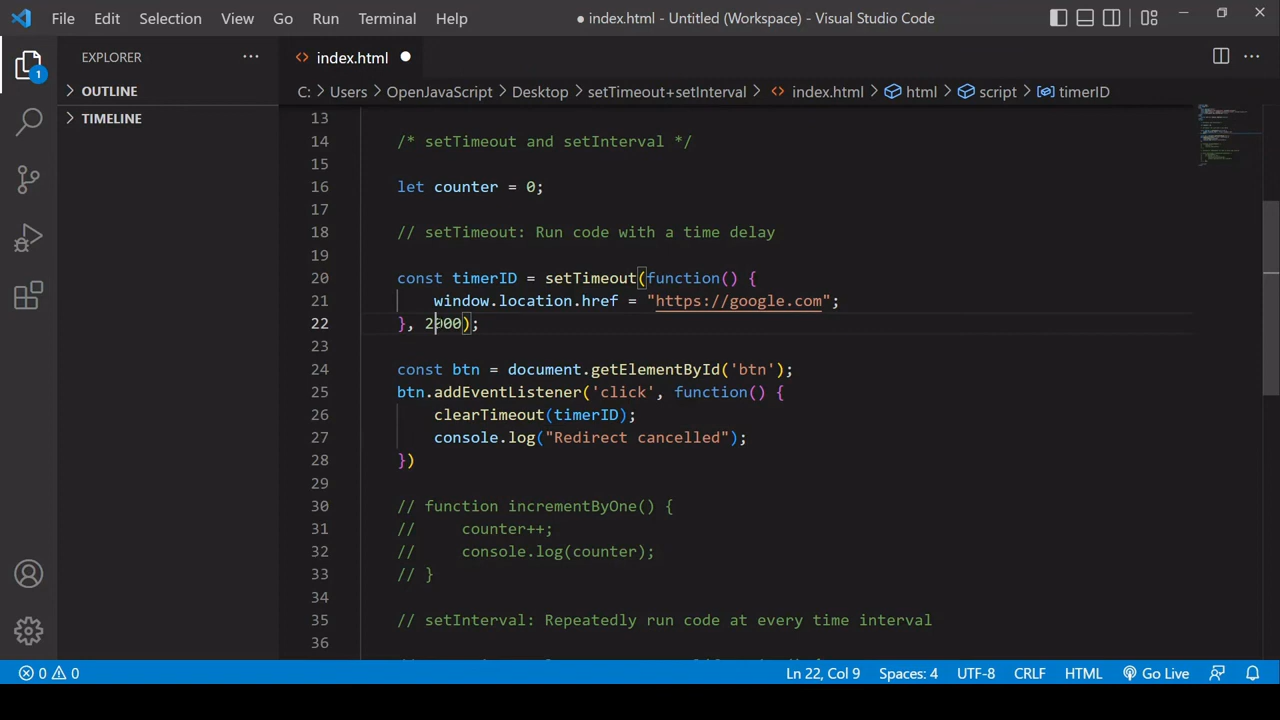 File Edit Selection View Go Run Terminal Help ● index.html - Untitled (Workspace) - Visual Studio Code
EXPLORER ···
1
OUTLINE
TIMELINE
index.html ●
C: > Users > OpenJavaScript > Desktop > setTimeout+setInterval > index.html > html > script > timerID
13
14 /* setTimeout and setInterval */
15
16 let counter = 0;
17
18 // setTimeout: Run code with a time delay
19
20 const timerID = setTimeout(function() {
21 window.location.href = "https://google.com";
22 }, 2000);
23
24 const btn = document.getElementById('btn');
25 btn.addEventListener('click', function() {
26 clearTimeout(timerID);
27 console.log("Redirect cancelled");
28 })
29
30 // function incrementByOne() {
31 // counter++;
32 // console.log(counter);
33 // }
34
35 // setInterval: Repeatedly run code at every time interval
36
0 0 Ln 22, Col 9 Spaces: 4 UTF-8 CRLF HTML Go Live